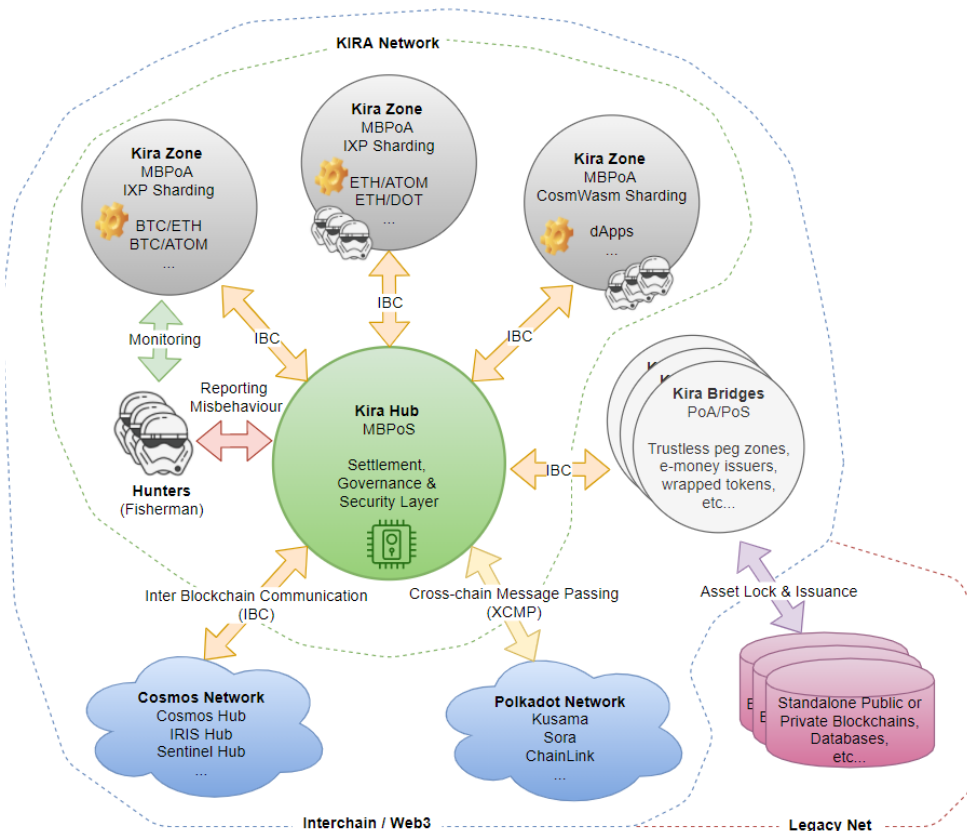 KIRA Network
Kira Zone
MBPoA
IXP Sharding
ETH/ATOM
ETH/DOT
...
Kira Zone
MBPoA
IXP Sharding
BTC/ETH
BTC/ATOM
...
Kira Zone
MBPoA
CosmWasm Sharding
dApps
...
IBC
IBC
IBC
Monitoring
Reporting
Misbehaviour
Hunters
(Fisherman)
Kira Hub
MBPoS
Settlement,
Governance &
Security Layer
IBC
Kira Bridges
PoA/PoS
Trustless peg zones,
e-money issuers,
wrapped tokens,
etc...
Inter Blockchain Communication
(IBC)
Cross-chain Message Passing
(XCMP)
Asset Lock & Issuance
Cosmos Network
Cosmos Hub
IRIS Hub
Sentinel Hub
...
Polkadot Network
Kusama
Sora
ChainLink
...
Standalone Public or
Private Blockchains,
Databases,
etc...
Interchain / Web3
Legacy Net